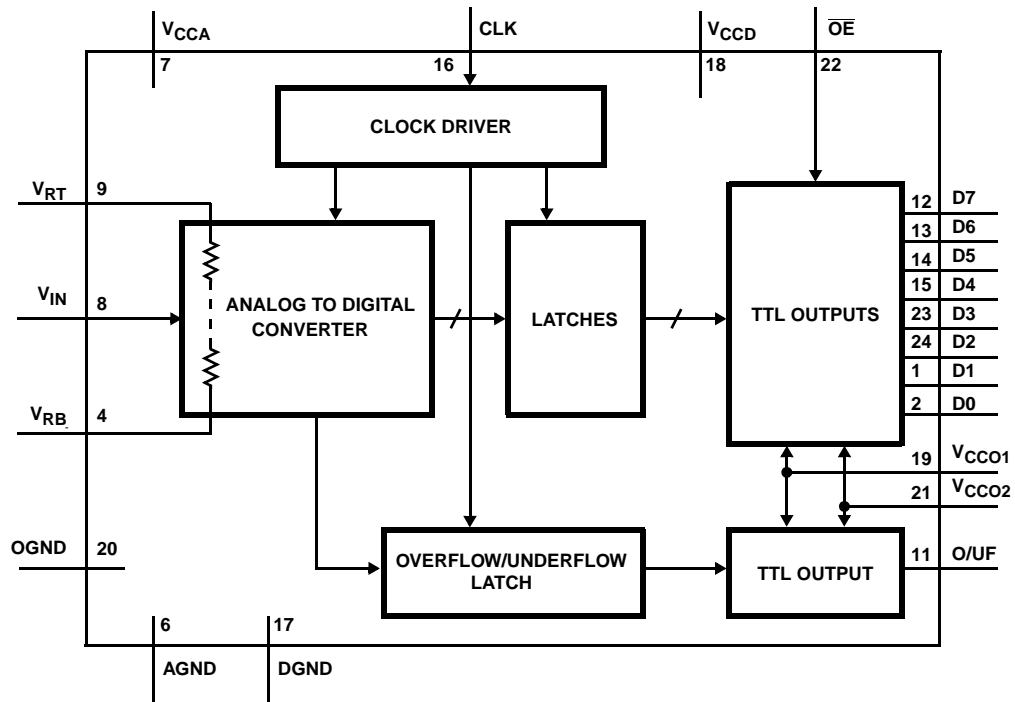 VCCA
CLK
VCCD
OE
7
16
18
22
CLOCK DRIVER
VRT
9
VIN
8
VRB
4
ANALOG TO DIGITAL
CONVERTER
LATCHES
TTL OUTPUTS
12 D7
13 D6
14 D5
15 D4
23 D3
24 D2
1 D1
2 D0
19 VCCO1
21 VCCO2
OGND 20
OVERFLOW/UNDERFLOW
LATCH
TTL OUTPUT
11 O/UF
6
17
AGND
DGND